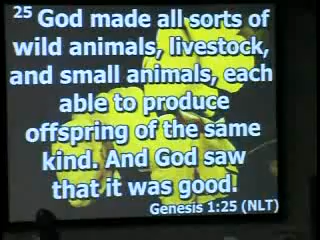 25 God made all sorts of
wild animals, livestock,
and small animals, each
able to produce
offspring of the same
kind. And God saw
that it was good!
Genesis 1:25 (NLT)